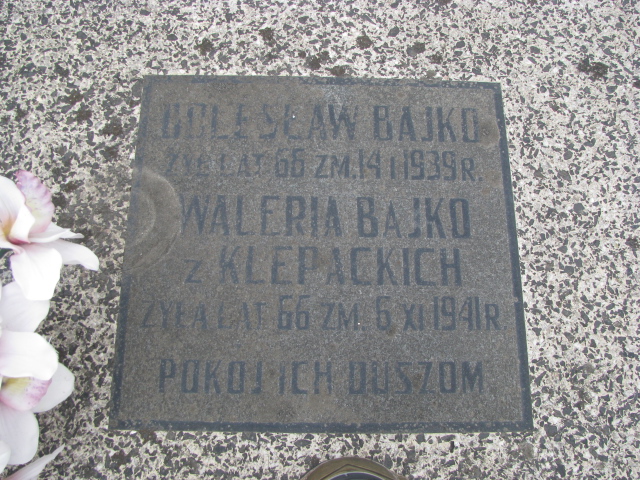 BOLESŁAW BAJKO
ŻYŁ LAT 66 ZM. 14 I 1939 R.
WALERIA BAJKO
z KLEPACKICH
ŻYŁA LAT 66 ZM. 6 XI 1941 R
POKOJ ICH DUSZOM